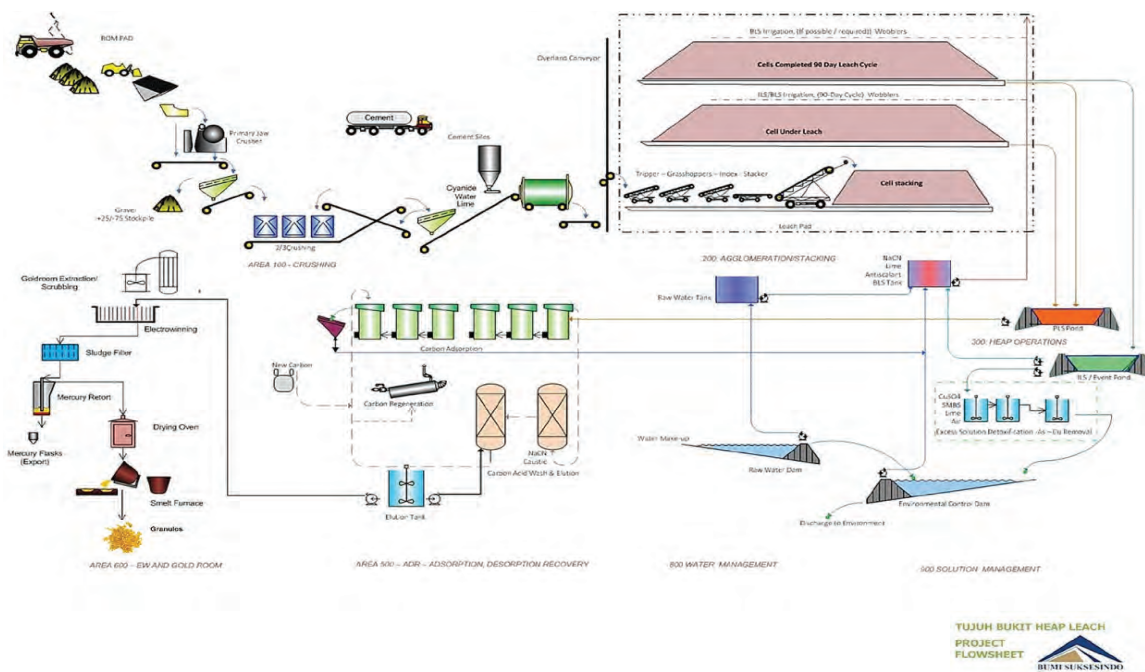 ROM PAD
Primary Jaw
Crusher
Gravel
+25/-75 Stockpile
2/3Crushing
AREA 100 - CRUSHING
Cement
Cement Silos
Cyanide
Water
Lime
Overland Conveyor
BLS Irrigation, (If possible / required) Wobblers
Cells Completed 90 Day Leach Cycle
ILS/BLS Irrigation, (90-Day Cycle) Wobblers
Cell Under Leach
Tripper – Grasshoppers – Index - Stacker
Cell stacking
Leach Pad
200: AGGLOMERATION/STACKING
Goldroom Extraction/
Scrubbing
Electrowinning
Sludge Filter
Mercury Retort
Mercury Flasks
(Export)
Drying Oven
Smelt Furnace
Granules
AREA 600 – EW AND GOLD ROOM
Carbon Adsorption
New Carbon
Carbon Regeneration
NaCN
Caustic
Carbon Acid Wash & Elution
Elution Tank
AREA 500 – ADR – ADSORPTION, DESORPTION RECOVERY
Raw Water Tank
NaCN
Lime
Antiscalant
BLS Tank
PLS Pond
300: HEAP OPERATIONS
ILS / Event Pond
SMBS
Lime
Air
Excess Solution Detoxification -As – Cu Removal
Water Make-up
Raw Water Dam
Environmental Control Dam
Discharge to Environment
800 WATER MANAGEMENT
900 SOLUTION MANAGEMENT
TUJUH BUKIT HEAP LEACH
PROJECT
FLOWSHEET
BUMI SUKSESINDO